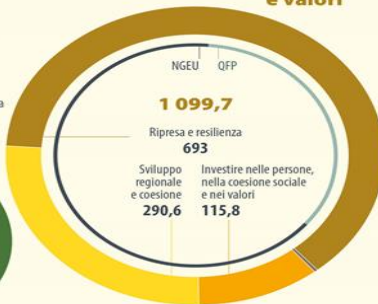 e valori
a
NGEU QFP
1 099,7
Ripresa e resilienza
693
Sviluppo
regionale
e coesione
290,6
Investire nelle persone,
nella coesione sociale
e nei valori
115,8